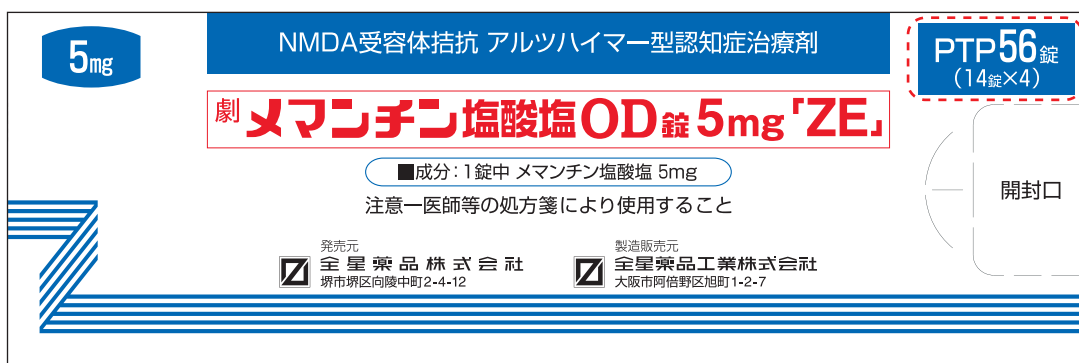 5mg
NMDA受容体拮抗 アルツハイマー型認知症治療剤
PTP56錠
(14錠×4)
劇 メマンチン塩酸塩OD錠5mg「ZE」
■成分:1錠中 メマンチン塩酸塩 5mg
注意―医師等の処方箋により使用すること
開封口
発売元
全星薬品株式会社
堺市堺区向陵中町2-4-12
製造販売元
全星薬品工業株式会社
大阪市阿倍野区旭町1-2-7